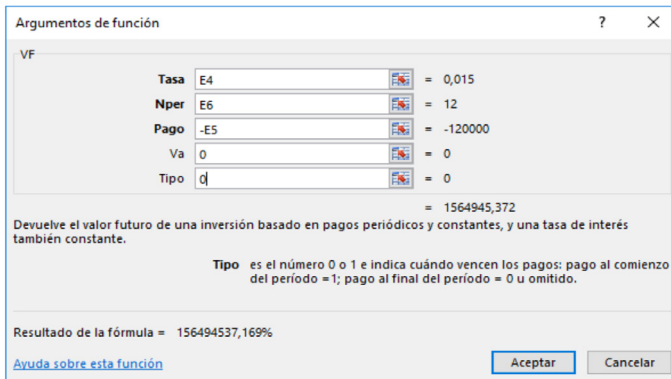 Argumentos de función ? ×
VF
Tasa E4 = 0,015
Nper E6 = 12
Pago -E5 = -120000
Va 0 = 0
Tipo 0 = 0
= 1564945,372
Devuelve el valor futuro de una inversión basado en pagos periódicos y constantes, y una tasa de interés
también constante.
Tipo es el número 0 o 1 e indica cuándo vencen los pagos: pago al comienzo
del período =1; pago al final del período = 0 u omitido.
Resultado de la fórmula = 156494537,169%
Ayuda sobre esta función Aceptar Cancelar